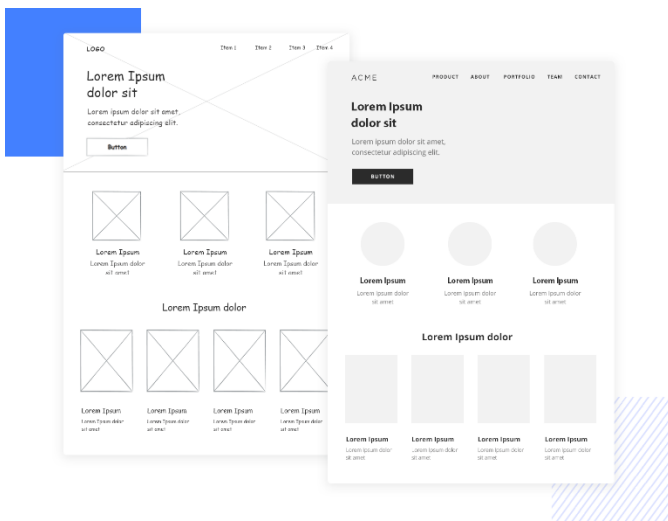 LOGO
Item 1 Item 2 Item 3 Item 4
Lorem Ipsum
dolor sit
Lorem ipsum dolor sit amet,
consectetur adipiscing elit.
Button
Lorem Ipsum Lorem Ipsum Lorem Ipsum
Lorem Ipsum dolor Lorem Ipsum dolor Lorem Ipsum dolor
sit amet sit amet sit amet
Lorem Ipsum dolor
Lorem Ipsum Lorem Ipsum Lorem Ipsum Lorem Ipsum
Lorem Ipsum dolor Lorem Ipsum dolor Lorem Ipsum dolor Lorem Ipsum dolor
sit amet sit amet sit amet sit amet
ACME
PRODUCT ABOUT PORTFOLIO TEAM CONTACT
Lorem Ipsum
dolor sit
Lorem ipsum dolor sit amet,
consectetur adipiscing elit.
BUTTON
Lorem Ipsum Lorem Ipsum Lorem Ipsum
Lorem ipsum dolor Lorem ipsum dolor Lorem ipsum dolor
sit amet sit amet sit amet
Lorem Ipsum dolor
Lorem Ipsum Lorem Ipsum Lorem Ipsum Lorem Ipsum
Lorem ipsum dolor Lorem ipsum dolor Lorem ipsum dolor Lorem ipsum dolor
sit amet sit amet sit amet sit amet